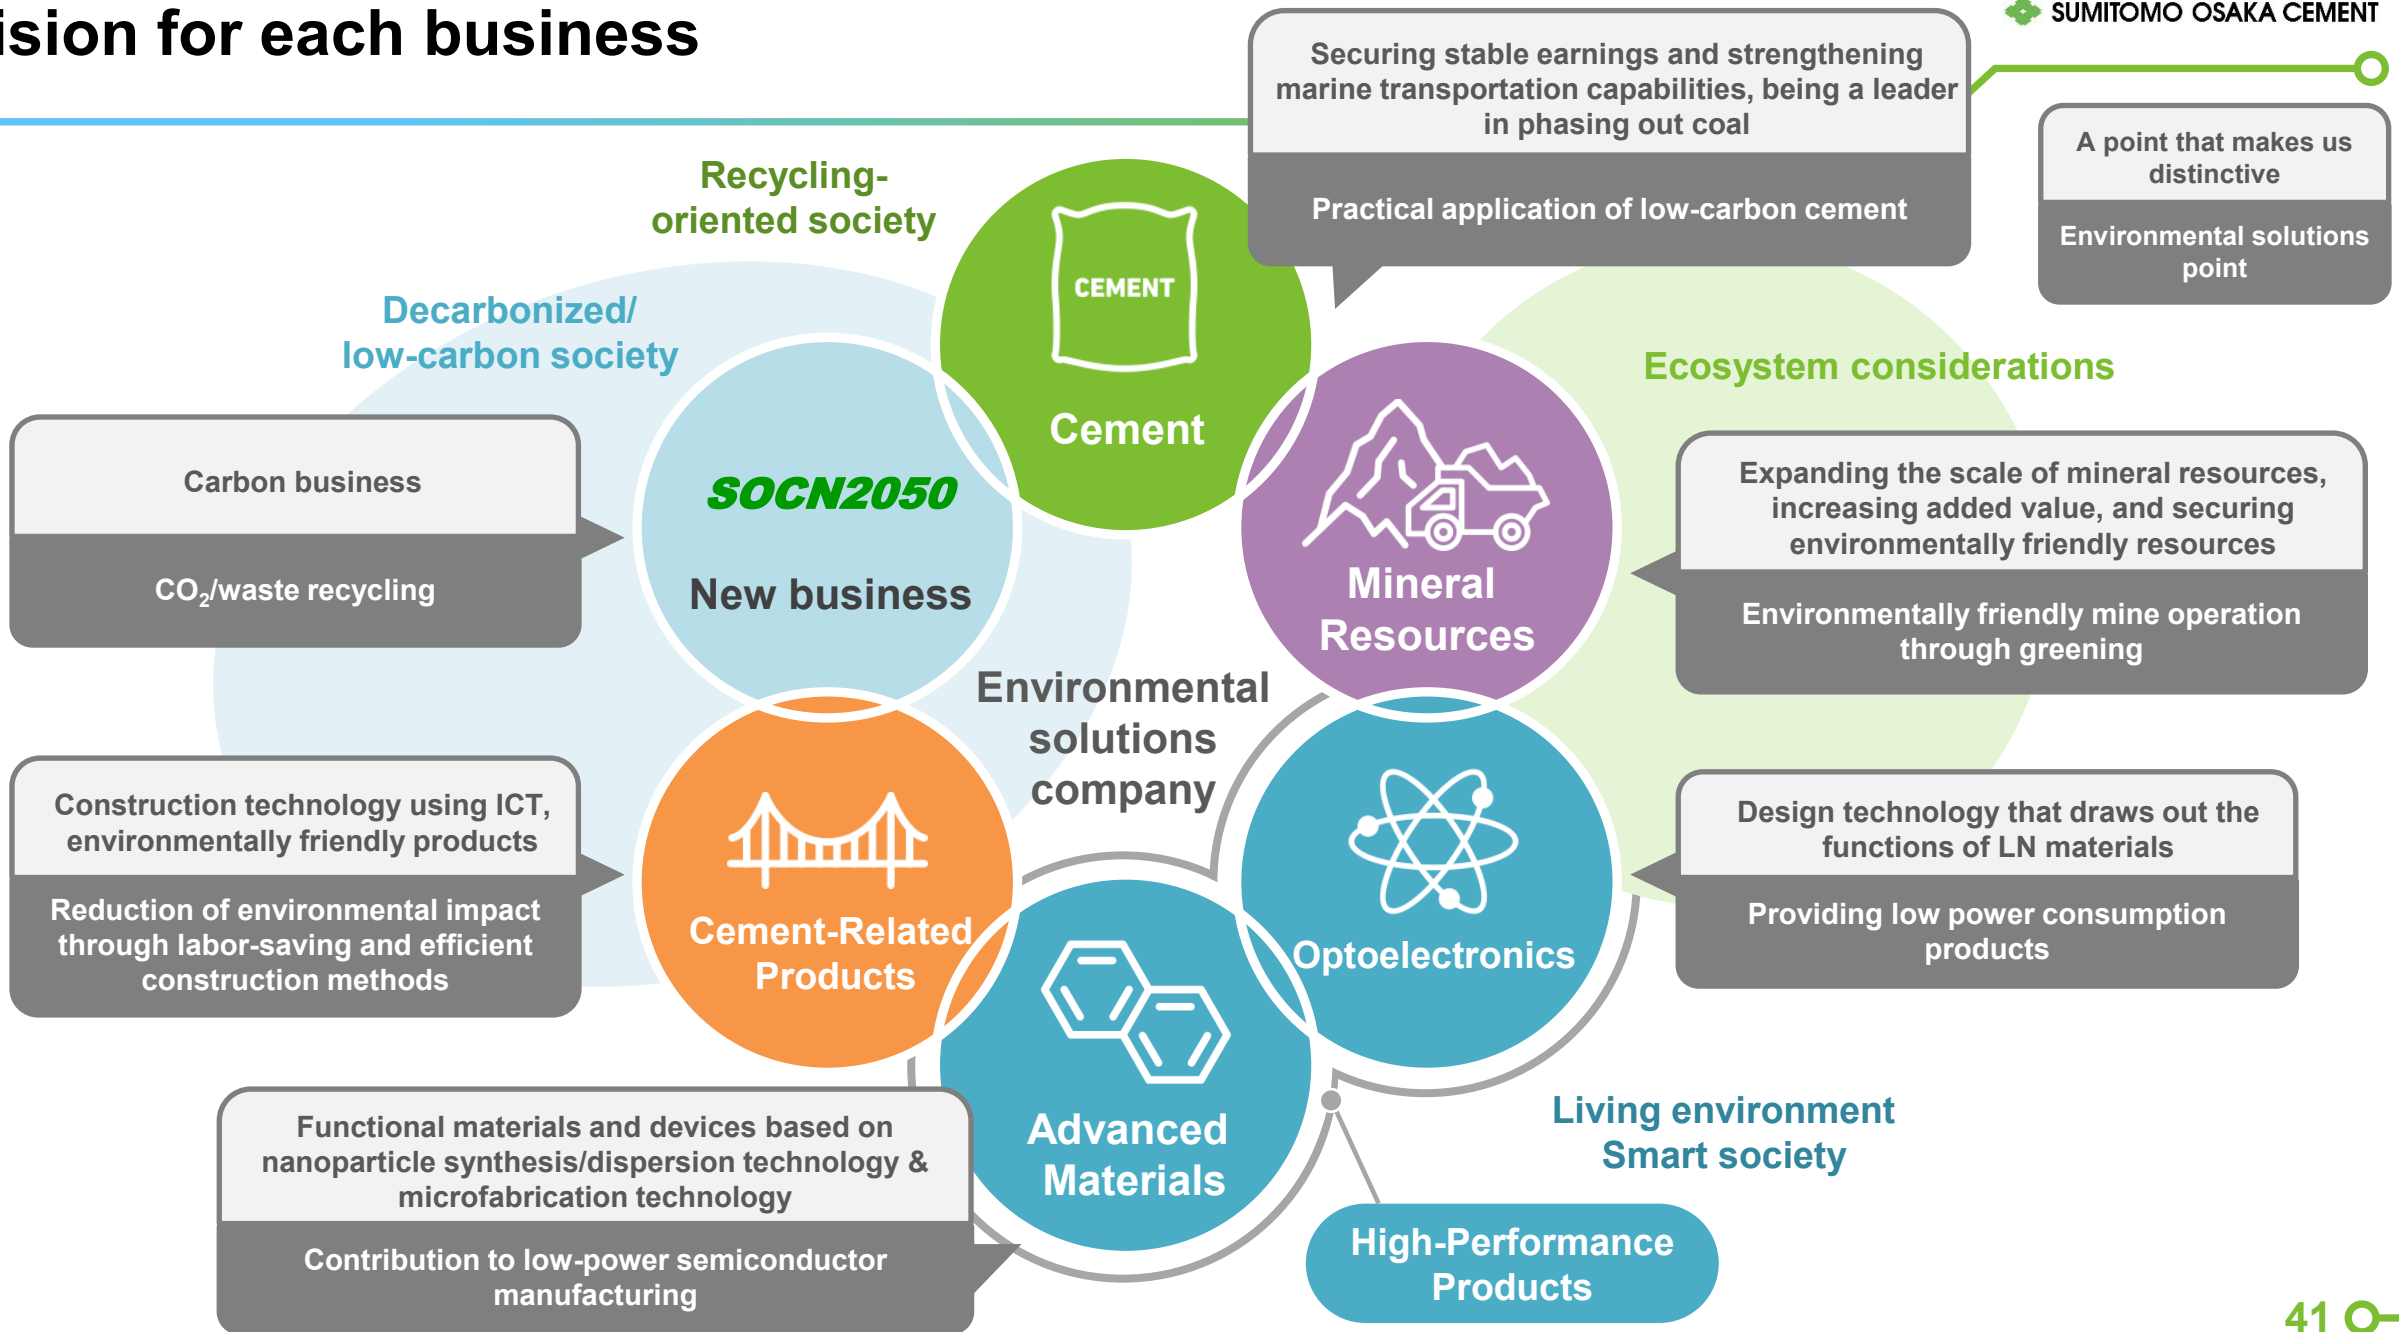 ision for each business
SUMITOMO OSAKA CEMENT
Securing stable earnings and strengthening
marine transportation capabilities, being a leader
in phasing out coal
Practical application of low-carbon cement
A point that makes us
distinctive
Environmental solutions
point
Recycling-
oriented society
Decarbonized/
low-carbon society
Ecosystem considerations
CEMENT
Cement
Carbon business
CO₂/waste recycling
SOCN2050
New business
Mineral
Resources
Expanding the scale of mineral resources,
increasing added value, and securing
environmentally friendly resources
Environmentally friendly mine operation
through greening
Environmental
solutions
company
Construction technology using ICT,
environmentally friendly products
Reduction of environmental impact
through labor-saving and efficient
construction methods
Cement-Related
Products
Optoelectronics
Design technology that draws out the
functions of LN materials
Providing low power consumption
products
Functional materials and devices based on
nanoparticle synthesis/dispersion technology &
microfabrication technology
Contribution to low-power semiconductor
manufacturing
Advanced
Materials
Living environment
Smart society
High-Performance
Products
41